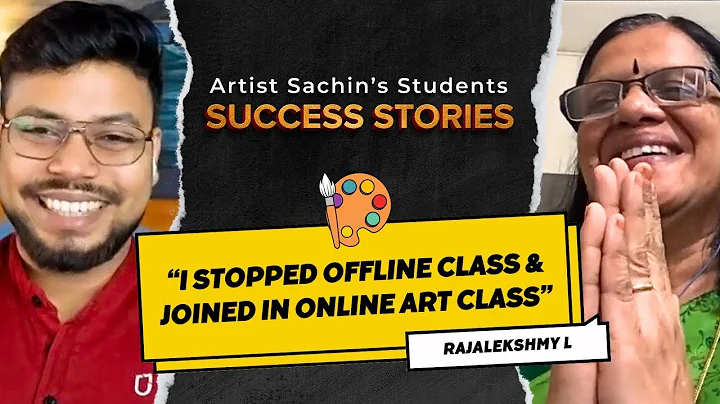 Artist Sachin's Students
SUCCESS STORIES
“I STOPPED OFFLINE CLASS &
JOINED IN ONLINE ART CLASS”
RAJALEKSHMY L